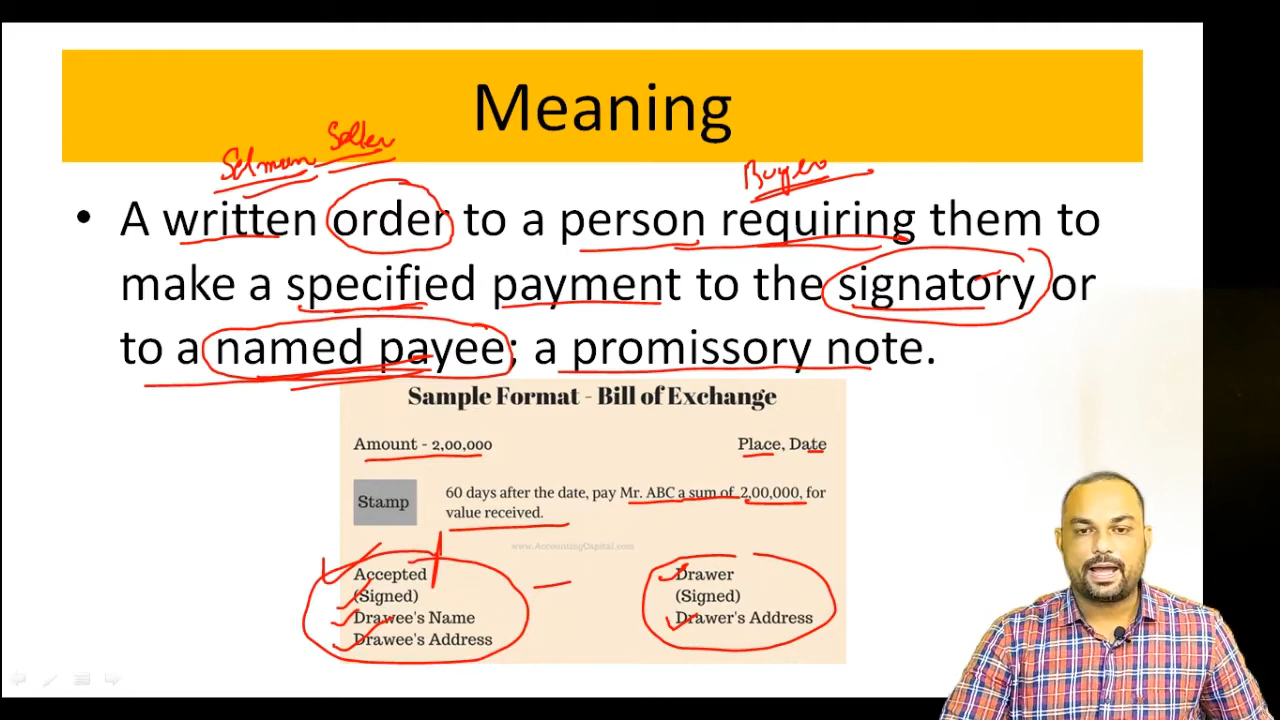 Meaning
Selman Seller
Buyer
• A written order to a person requiring them to
make a specified payment to the signatory or
to a named payee; a promissory note.
Sample Format - Bill of Exchange
Amount - 2,00,000
Place, Date
Stamp
60 days after the date, pay Mr. ABC a sum of 2,00,000, for
value received.
www.AccountingCapital.com
Accepted
(Signed)
Drawee's Name
Drawee's Address
Drawer
(Signed)
Drawer's Address